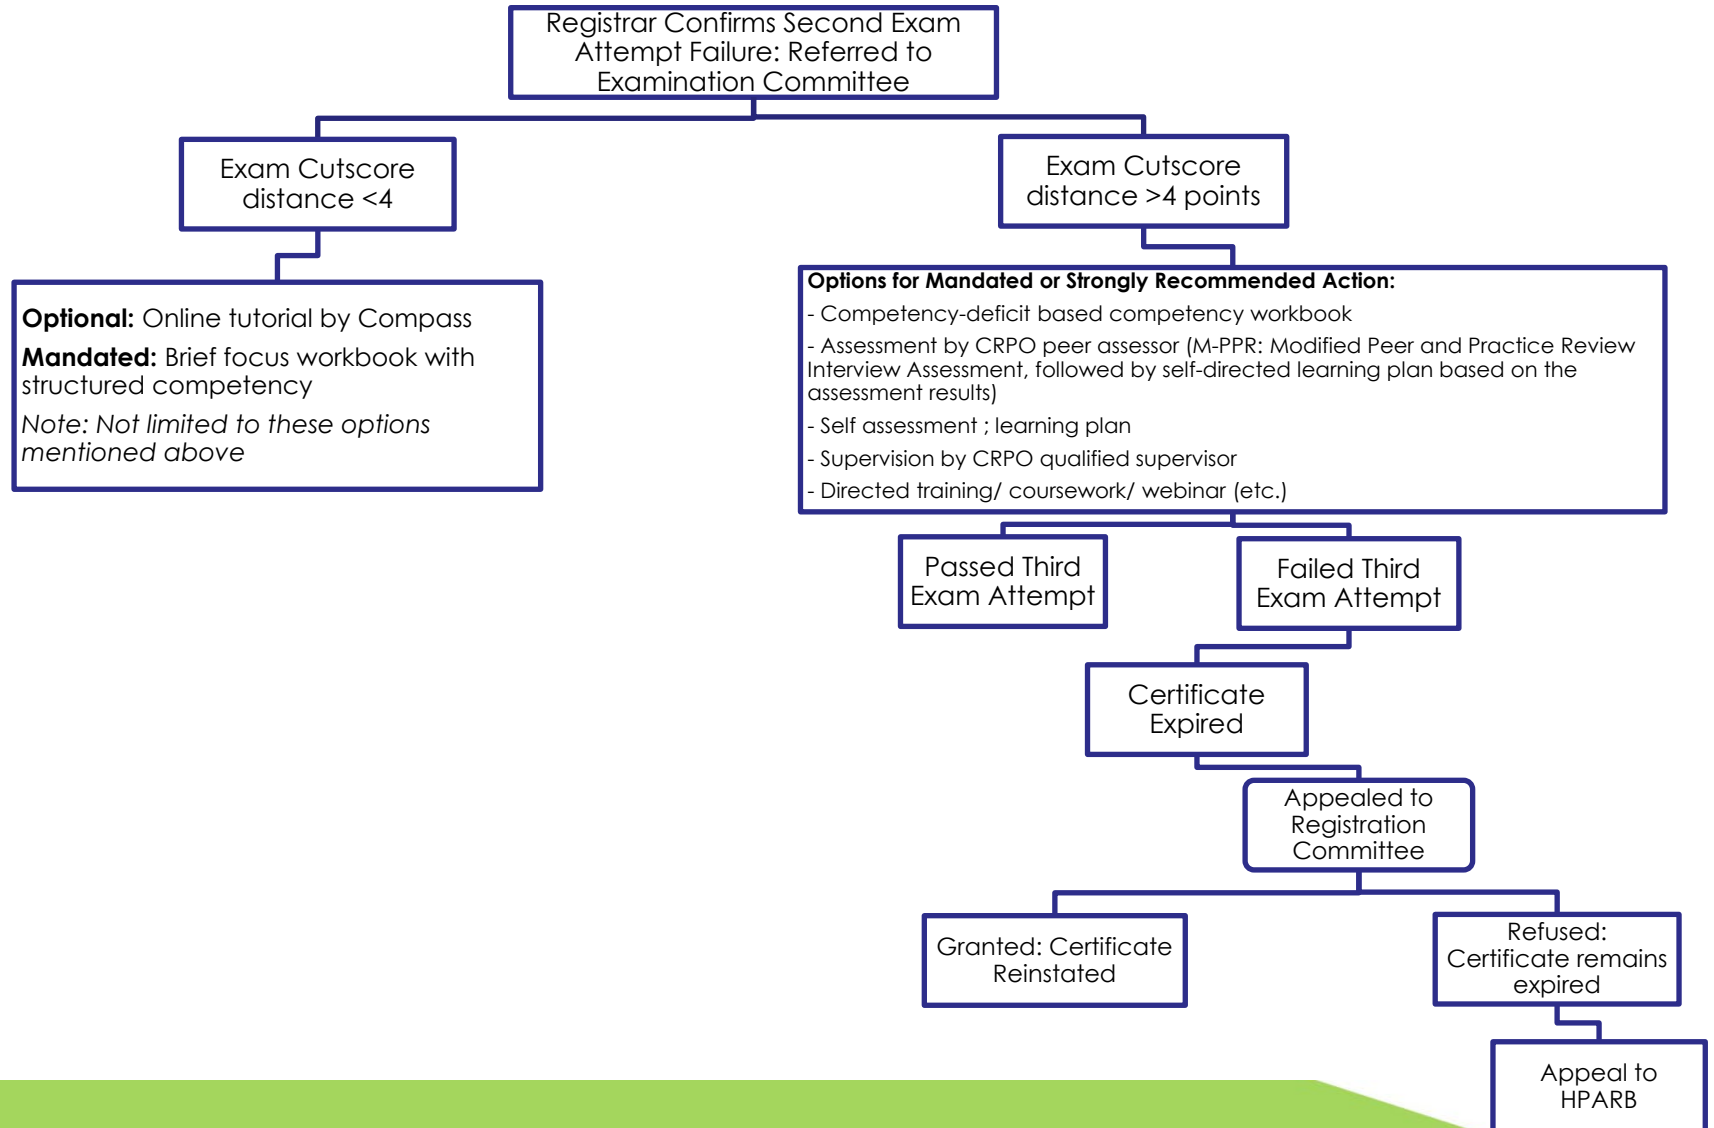 Registrar Confirms Second Exam
Attempt Failure: Referred to
Examination Committee
Exam Cutscore
distance <4
Exam Cutscore
distance >4 points
Optional: Online tutorial by Compass
Mandated: Brief focus workbook with
structured competency
Note: Not limited to these options
mentioned above
Options for Mandated or Strongly Recommended Action:
- Competency-deficit based competency workbook
- Assessment by CRPO peer assessor (M-PPR: Modified Peer and Practice Review
Interview Assessment, followed by self-directed learning plan based on the
assessment results)
- Self assessment ; learning plan
- Supervision by CRPO qualified supervisor
- Directed training/ coursework/ webinar (etc.)
Passed Third
Exam Attempt
Failed Third
Exam Attempt
Certificate
Expired
Appealed to
Registration
Committee
Granted: Certificate
Reinstated
Refused:
Certificate remains
expired
Appeal to
HPARB